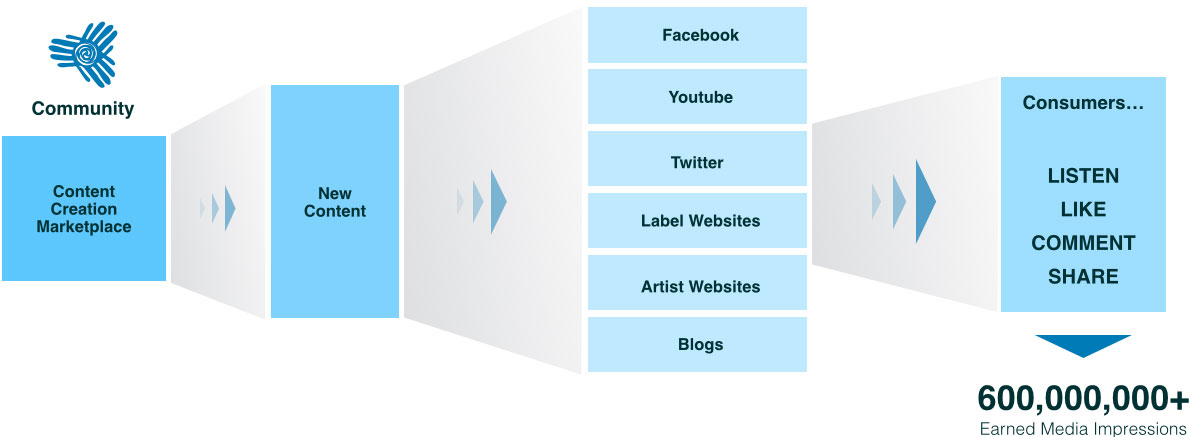 Community
Content
Creation
Marketplace
New
Content
Facebook
Youtube
Twitter
Label Websites
Artist Websites
Blogs
Consumers…
LISTEN
LIKE
COMMENT
SHARE
600,000,000+
Earned Media Impressions